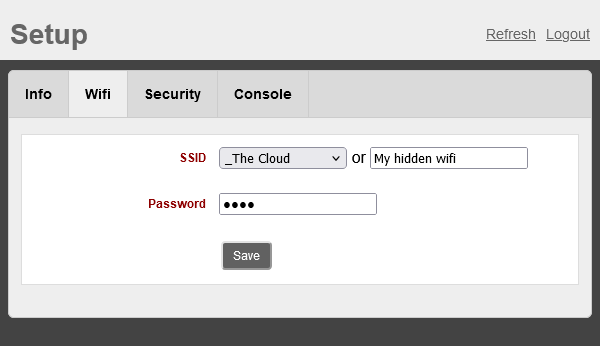 Setup
Refresh Logout
Info Wifi Security Console
SSID _The Cloud or My hidden wifi
Password ●●●●
Save